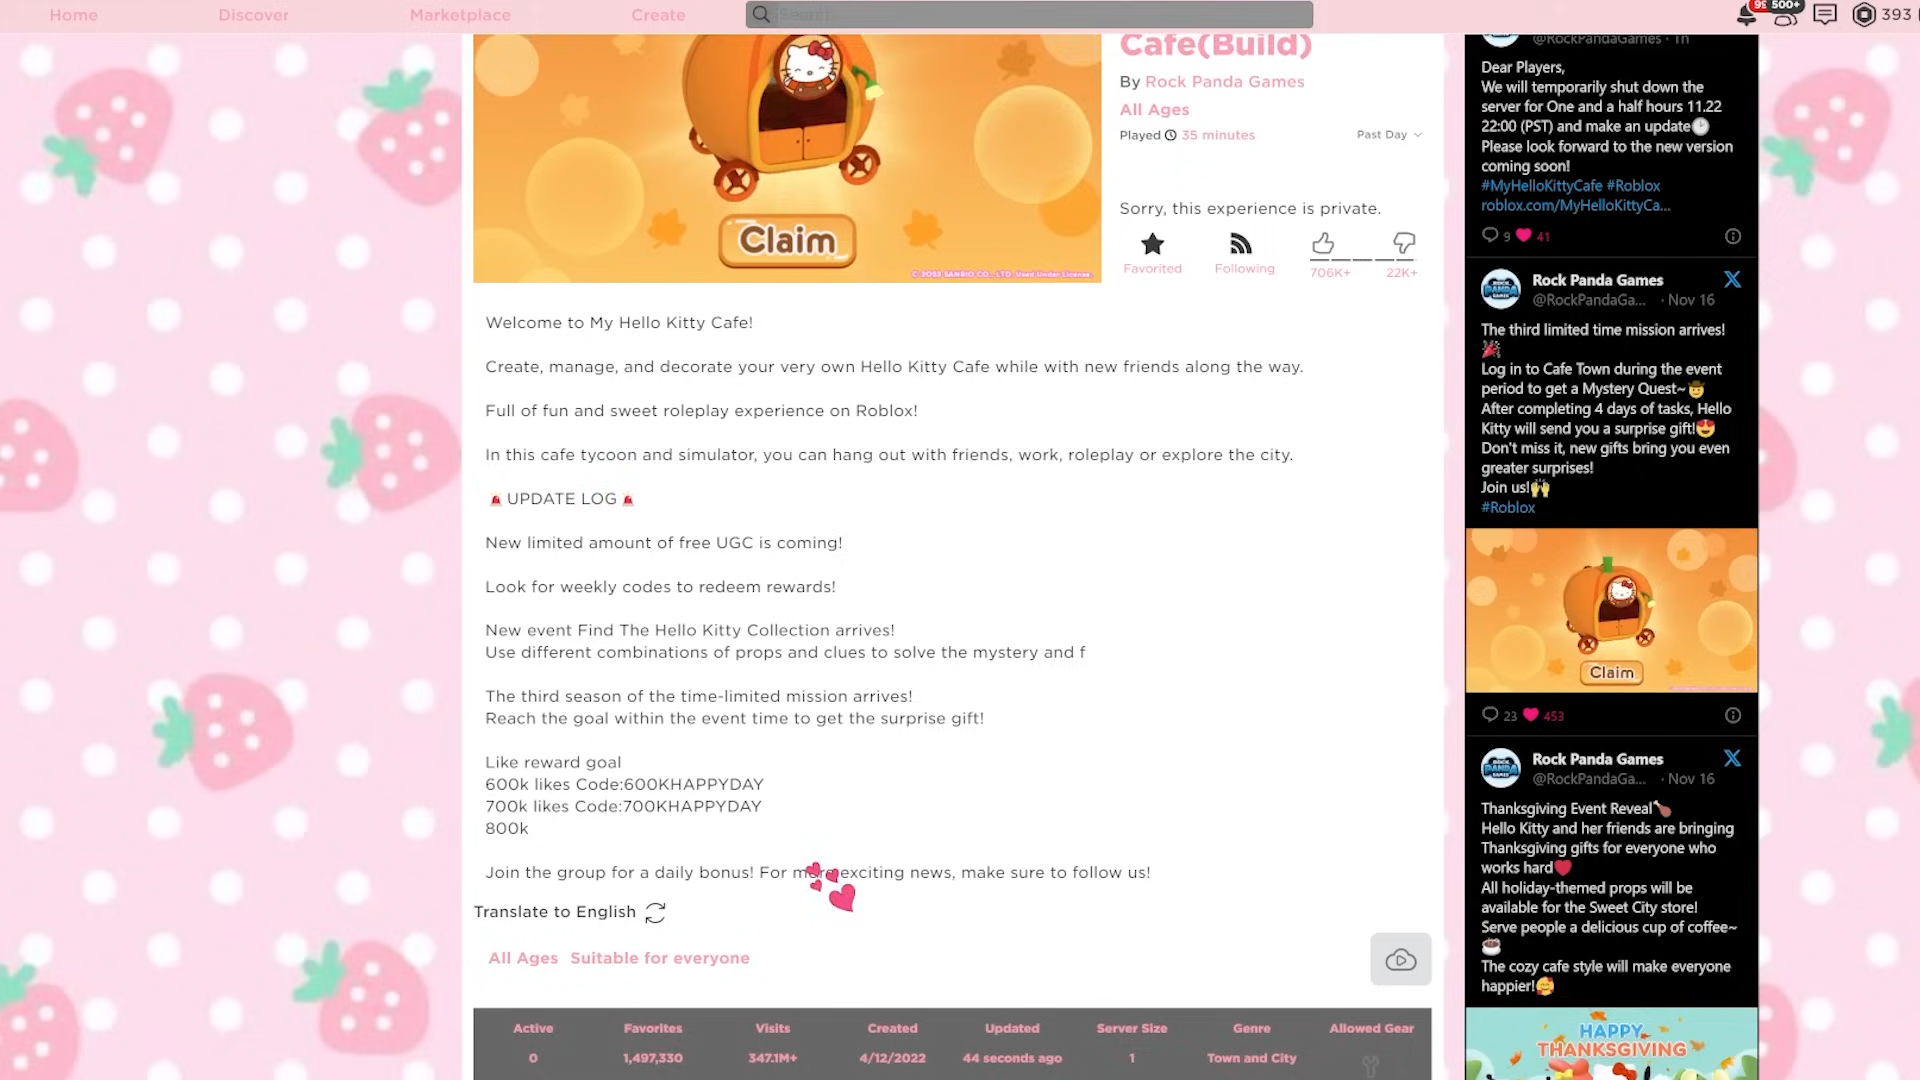 Home
Discover
Marketplace
Create
Search
99
500+
393
Claim
© 2023 SANRIO CO., LTD. Used Under License
Cafe(Build)
By Rock Panda Games
All Ages
Played 35 minutes
Past Day
Sorry, this experience is private.
Favorited
Following
706K+
22K+
Welcome to My Hello Kitty Cafe!
Create, manage, and decorate your very own Hello Kitty Cafe while with new friends along the way.
Full of fun and sweet roleplay experience on Roblox!
In this cafe tycoon and simulator, you can hang out with friends, work, roleplay or explore the city.
🚨UPDATE LOG🚨
New limited amount of free UGC is coming!
Look for weekly codes to redeem rewards!
New event Find The Hello Kitty Collection arrives!
Use different combinations of props and clues to solve the mystery and f
The third season of the time-limited mission arrives!
Reach the goal within the event time to get the surprise gift!
Like reward goal
600k likes Code:600KHAPPYDAY
700k likes Code:700KHAPPYDAY
800k
Join the group for a daily bonus! For more exciting news, make sure to follow us!
Translate to English
All Ages Suitable for everyone
Active Favorites Visits Created Updated Server Size Genre Allowed Gear
0 1,497,330 347.1M+ 4/12/2022 44 seconds ago 1 Town and City
@RockPandaGames · 1h
Dear Players,
We will temporarily shut down the
server for One and a half hours 11.22
22:00 (PST) and make an update🕑
Please look forward to the new version
coming soon!
#MyHelloKittyCafe #Roblox
roblox.com/MyHelloKittyCa...
9 41
Rock Panda Games
@RockPandaGa... · Nov 16
The third limited time mission arrives!
🎉
Log in to Cafe Town during the event
period to get a Mystery Quest~🤠
After completing 4 days of tasks, Hello
Kitty will send you a surprise gift!😍
Don't miss it, new gifts bring you even
greater surprises!
Join us!🙌
#Roblox
Claim
23 453
Rock Panda Games
@RockPandaGa... · Nov 16
Thanksgiving Event Reveal🍗
Hello Kitty and her friends are bringing
Thanksgiving gifts for everyone who
works hard❤️
All holiday-themed props will be
available for the Sweet City store!
Serve people a delicious cup of coffee~
☕
The cozy cafe style will make everyone
happier!🥰
HAPPY
THANKSGIVING